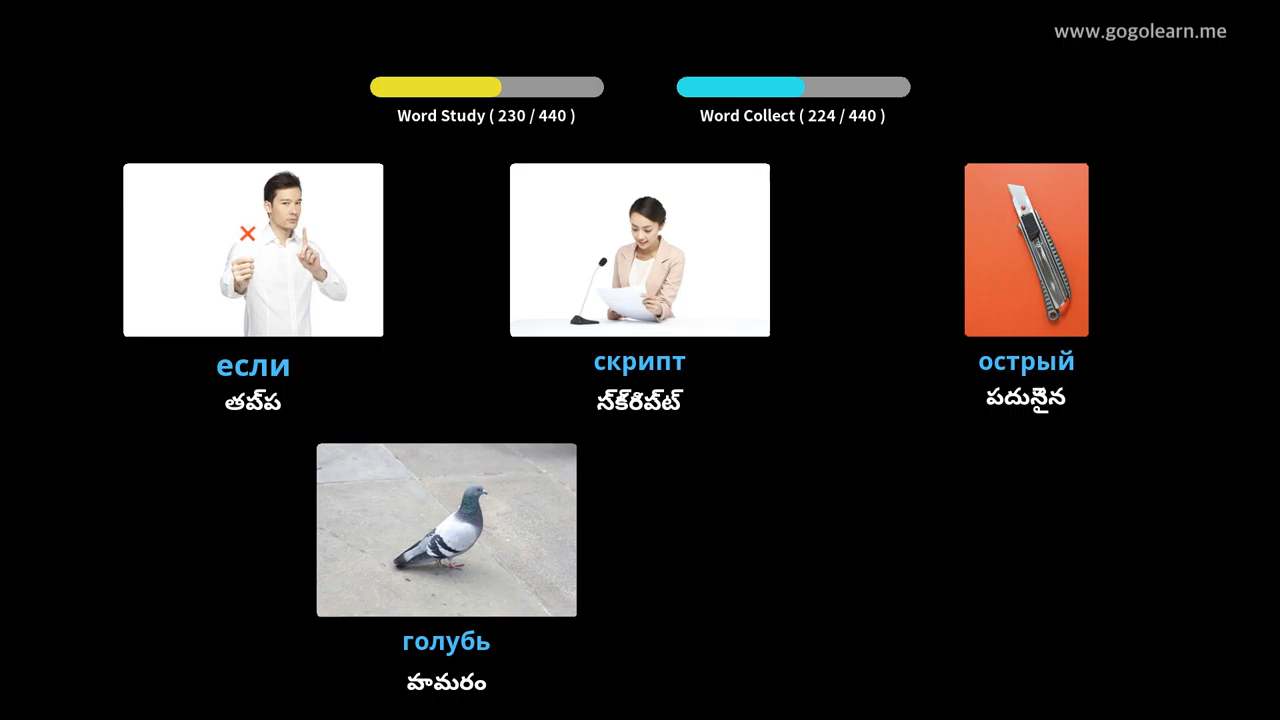 www.gogolearn.me
Word Study ( 230 / 440 )
Word Collect ( 224 / 440 )
если
తప్ప
скрипт
స్క్రిప్ట్
острый
పదునైన
голубь
పావురం